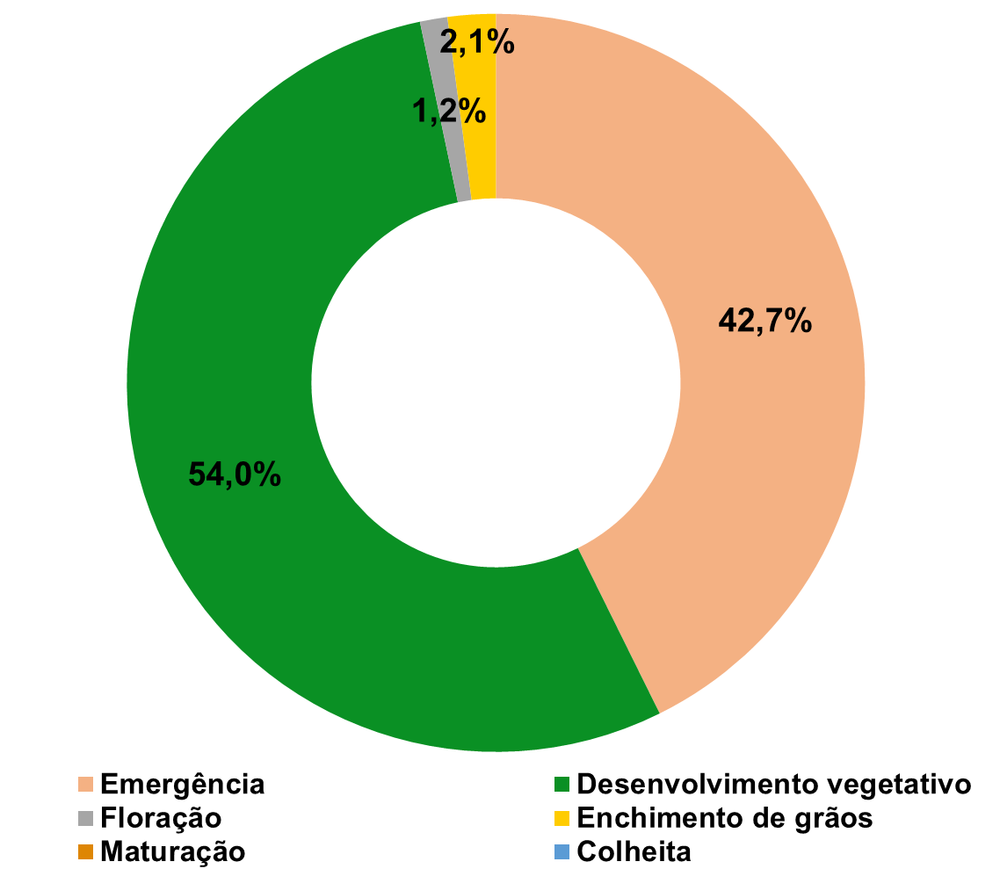 2,1%
1,2%
42,7%
54,0%
Emergência
Desenvolvimento vegetativo
Floração
Enchimento de grãos
Maturação
Colheita